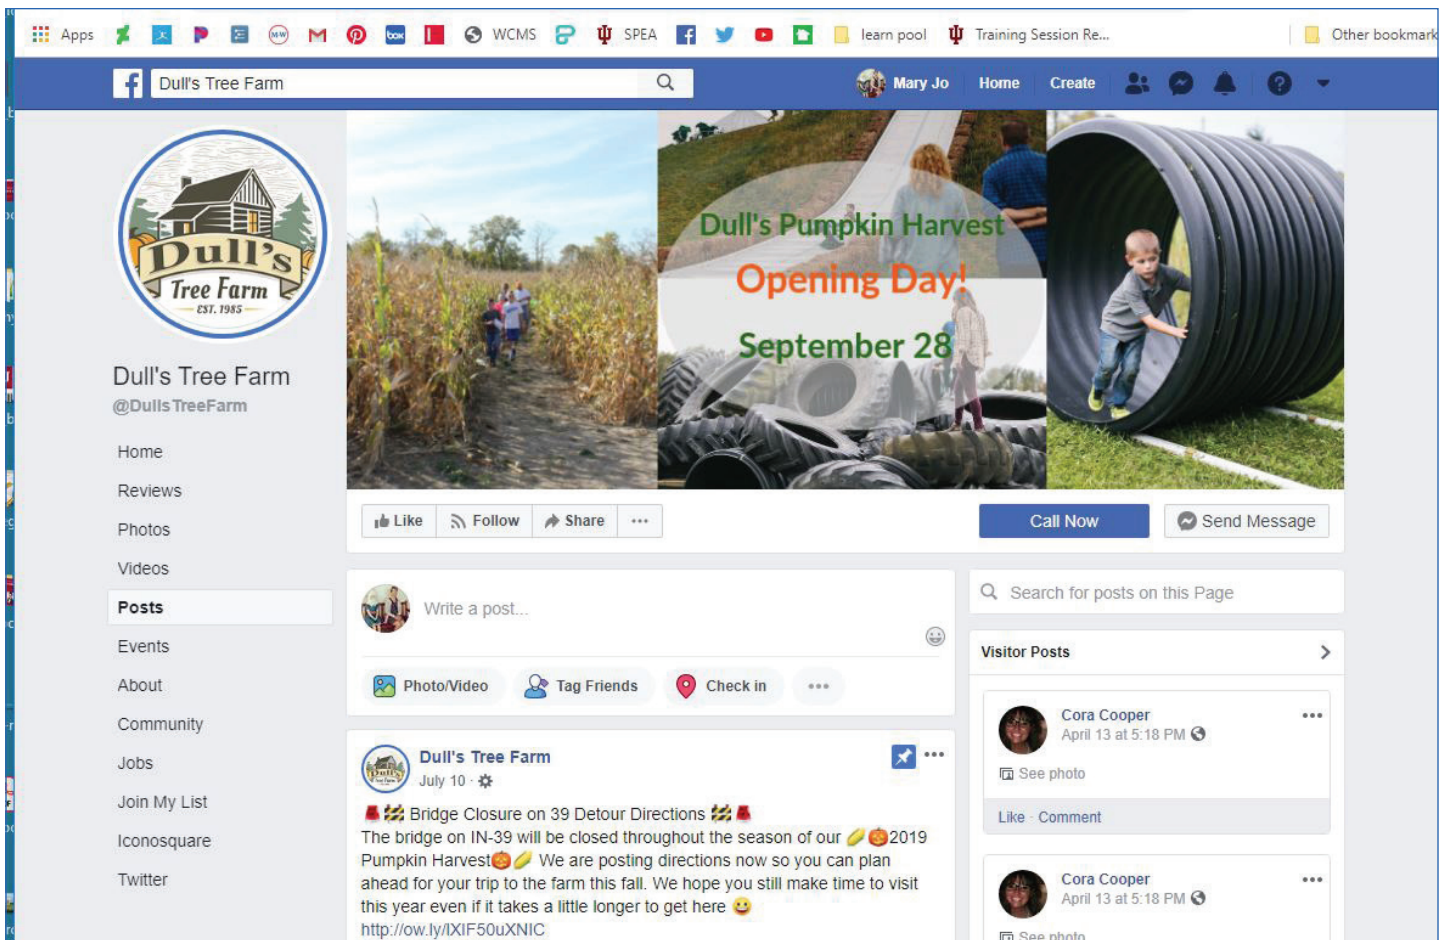 Apps
M-W
box
WCMS
SPEA
learn pool
Training Session Re...
Other bookmark
Dull's Tree Farm
Mary Jo
Home
Create
Dull's
Tree Farm
EST. 1985
Dull's Pumpkin Harvest
Opening Day!
September 28
Dull's Tree Farm
@DullsTreeFarm
Home
Reviews
Photos
Videos
Posts
Events
About
Community
Jobs
Join My List
Iconosquare
Twitter
Like
Follow
Share
Call Now
Send Message
Write a post...
Photo/Video
Tag Friends
Check in
Dull's Tree Farm
July 10 ·
Bridge Closure on 39 Detour Directions
The bridge on IN-39 will be closed throughout the season of our 🌽🎃2019
Pumpkin Harvest🎃🌽 We are posting directions now so you can plan
ahead for your trip to the farm this fall. We hope you still make time to visit
this year even if it takes a little longer to get here 😀
http://ow.ly/IXIF50uXNIC
Search for posts on this Page
Visitor Posts
Cora Cooper
April 13 at 5:18 PM
See photo
Like · Comment
Cora Cooper
April 13 at 5:18 PM
See photo